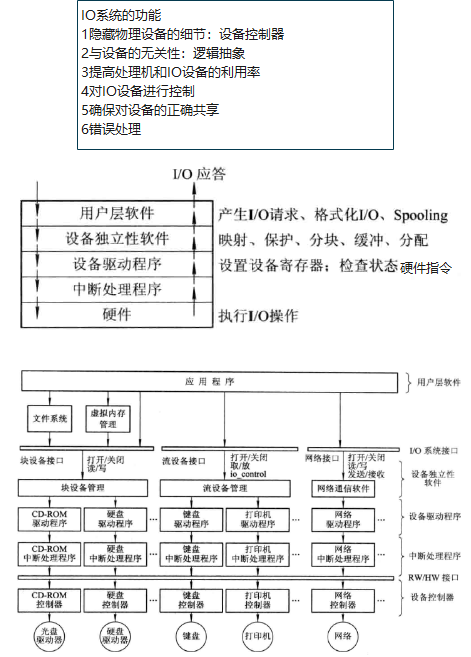 IO系统的功能
1隐藏物理设备的细节：设备控制器
2与设备的无关性：逻辑抽象
3提高处理机和IO设备的利用率
4对IO设备进行控制
5确保对设备的正确共享
6错误处理
I/O 应答
用户层软件 产生I/O请求、格式化I/O、Spooling
设备独立性软件 映射、保护、分块、缓冲、分配
设备驱动程序 设置设备寄存器；检查状态 硬件指令
中断处理程序
硬件 执行I/O操作
应用程序 用户层软件
文件系统 虚拟内存管理
I/O 系统接口
块设备接口 打开/关闭 读/写 流设备接口 打开/关闭 取/放 io_control 网络接口 打开/关闭 读/写 发送/接收
块设备管理 流设备管理 网络通信软件 设备独立性软件
CD-ROM驱动程序 硬盘驱动程序 … 键盘驱动程序 打印机驱动程序 … 网络驱动程序 设备驱动程序
CD-ROM中断处理程序 硬盘中断处理程序 … 键盘中断处理程序 打印机中断处理程序 … 网络中断处理程序 中断处理程序
RW/HW 接口
CD-ROM控制器 硬盘控制器 … 键盘控制器 打印机控制器 … 网络控制器 设备控制器
光盘驱动器 硬盘驱动器 键盘 打印机 网络